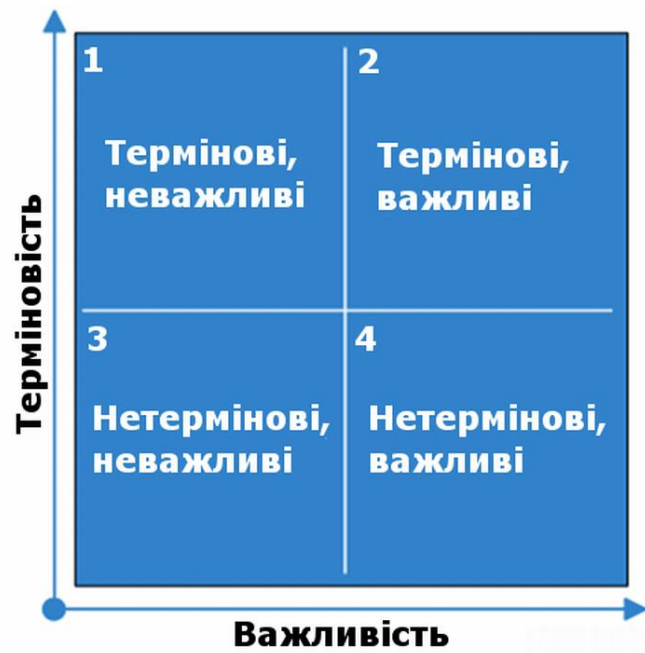 1
Термінові,
неважливі
2
Термінові,
важливі
3
Нетермінові,
неважливі
4
Нетермінові,
важливі
Терміновість
Важливість